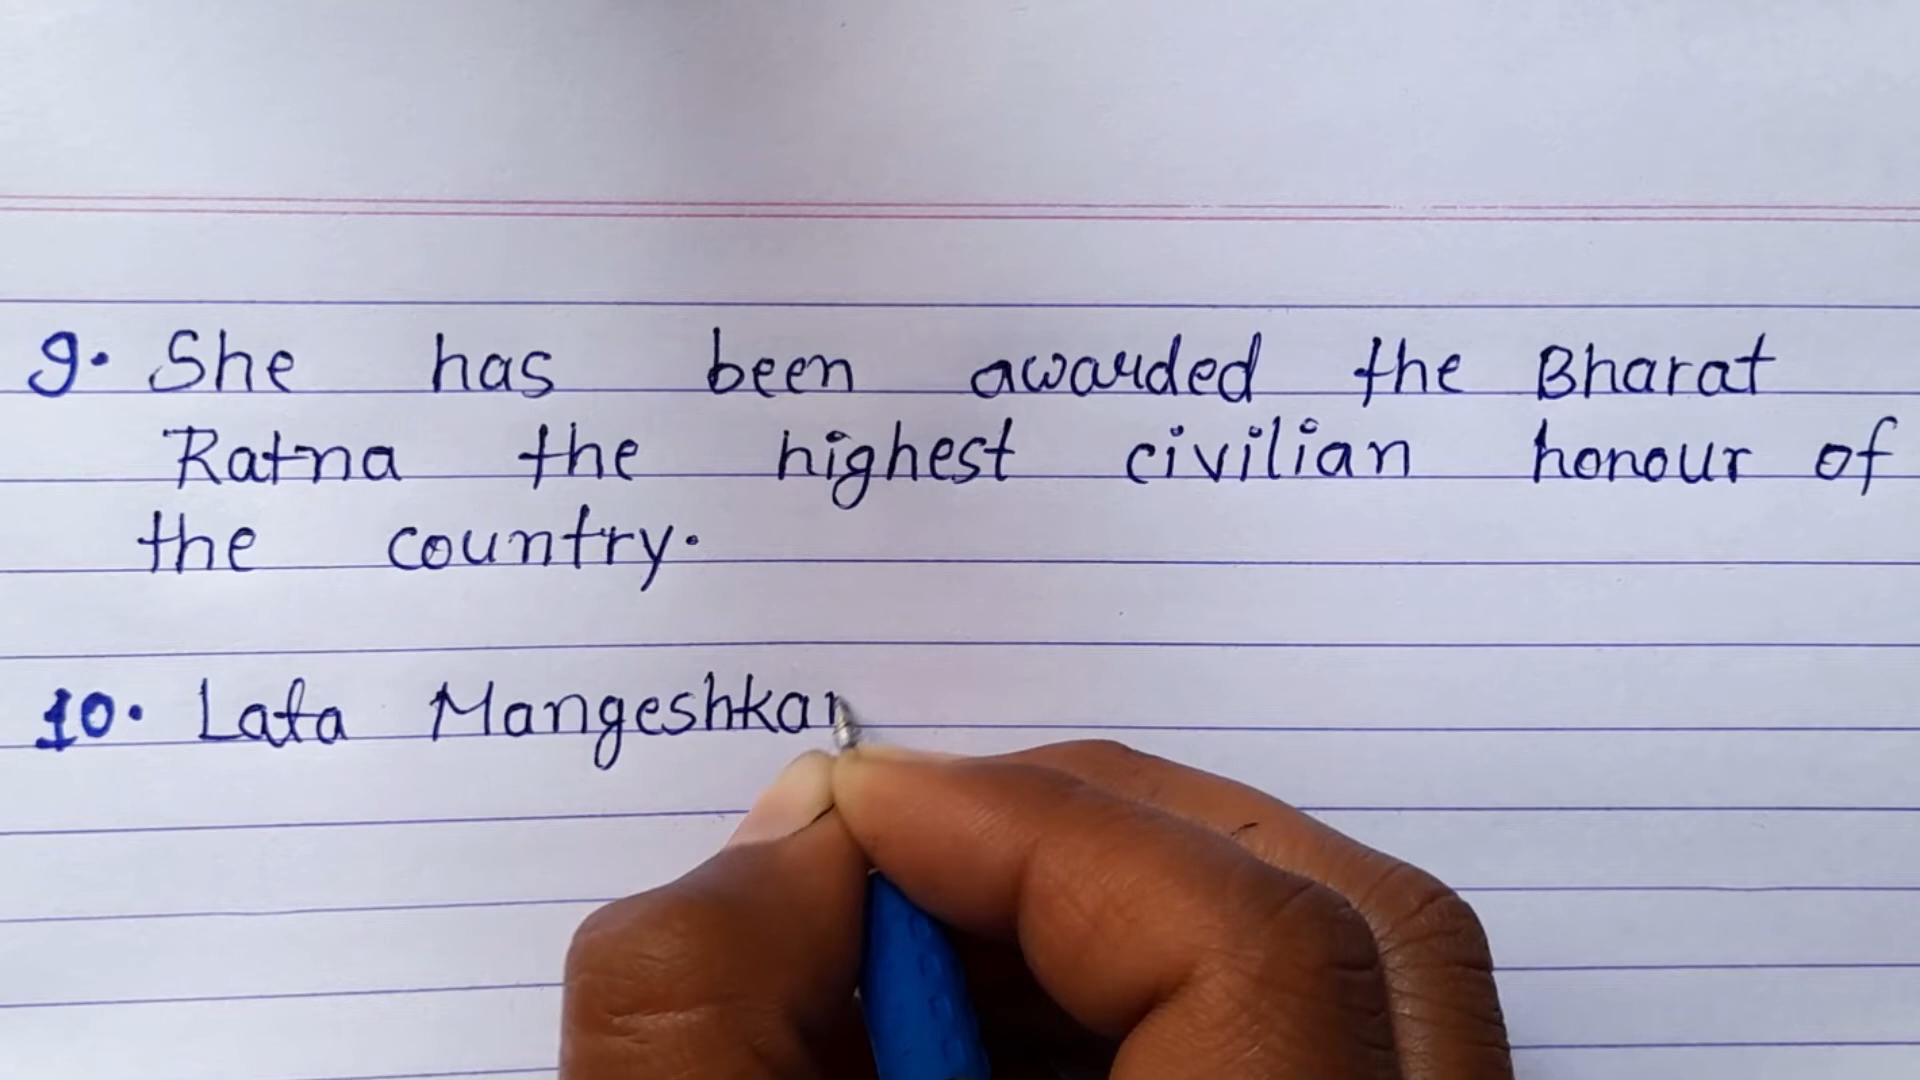 9. She has been awarded the Bharat
Ratna the highest civilian honour of
the country.
10. Lata Mangeshkar